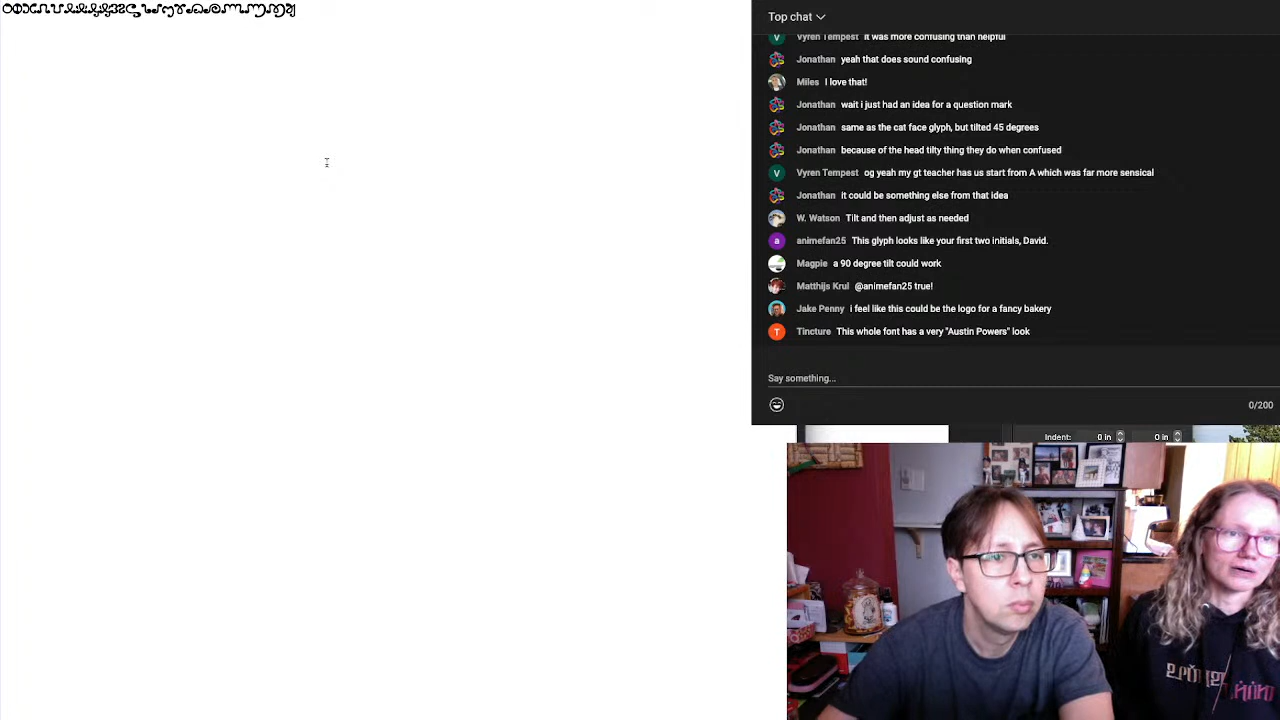 Top chat
Vyren Tempest it was more confusing than helpful
Jonathan yeah that does sound confusing
Miles I love that!
Jonathan wait i just had an idea for a question mark
Jonathan same as the cat face glyph, but tilted 45 degrees
Jonathan because of the head tilty thing they do when confused
V Vyren Tempest og yeah my gt teacher has us start from A which was far more sensical
Jonathan it could be something else from that idea
W. Watson Tilt and then adjust as needed
a animefan25 This glyph looks like your first two initials, David.
Magpie a 90 degree tilt could work
Matthijs Krul @animefan25 true!
Jake Penny i feel like this could be the logo for a fancy bakery
T Tincture This whole font has a very "Austin Powers" look
Say something...
0/200
Indent: 0 in 0 in